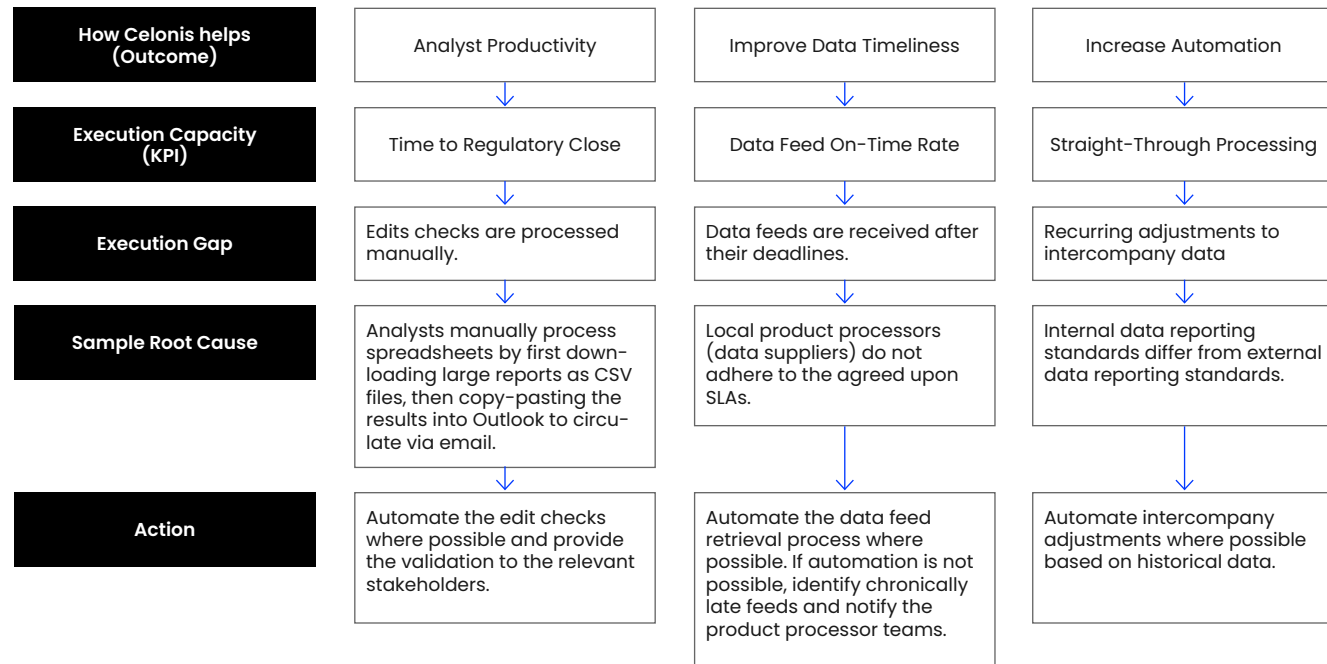 How Celonis helps
(Outcome)
Analyst Productivity
Improve Data Timeliness
Increase Automation
Execution Capacity
(KPI)
Time to Regulatory Close
Data Feed On-Time Rate
Straight-Through Processing
Execution Gap
Edits checks are processed
manually.
Data feeds are received after
their deadlines.
Recurring adjustments to
intercompany data
Sample Root Cause
Analysts manually process
spreadsheets by first down-
loading large reports as CSV
files, then copy-pasting the
results into Outlook to circu-
late via email.
Local product processors
(data suppliers) do not
adhere to the agreed upon
SLAs.
Internal data reporting
standards differ from external
data reporting standards.
Action
Automate the edit checks
where possible and provide
the validation to the relevant
stakeholders.
Automate the data feed
retrieval process where
possible. If automation is not
possible, identify chronically
late feeds and notify the
product processor teams.
Automate intercompany
adjustments where possible
based on historical data.